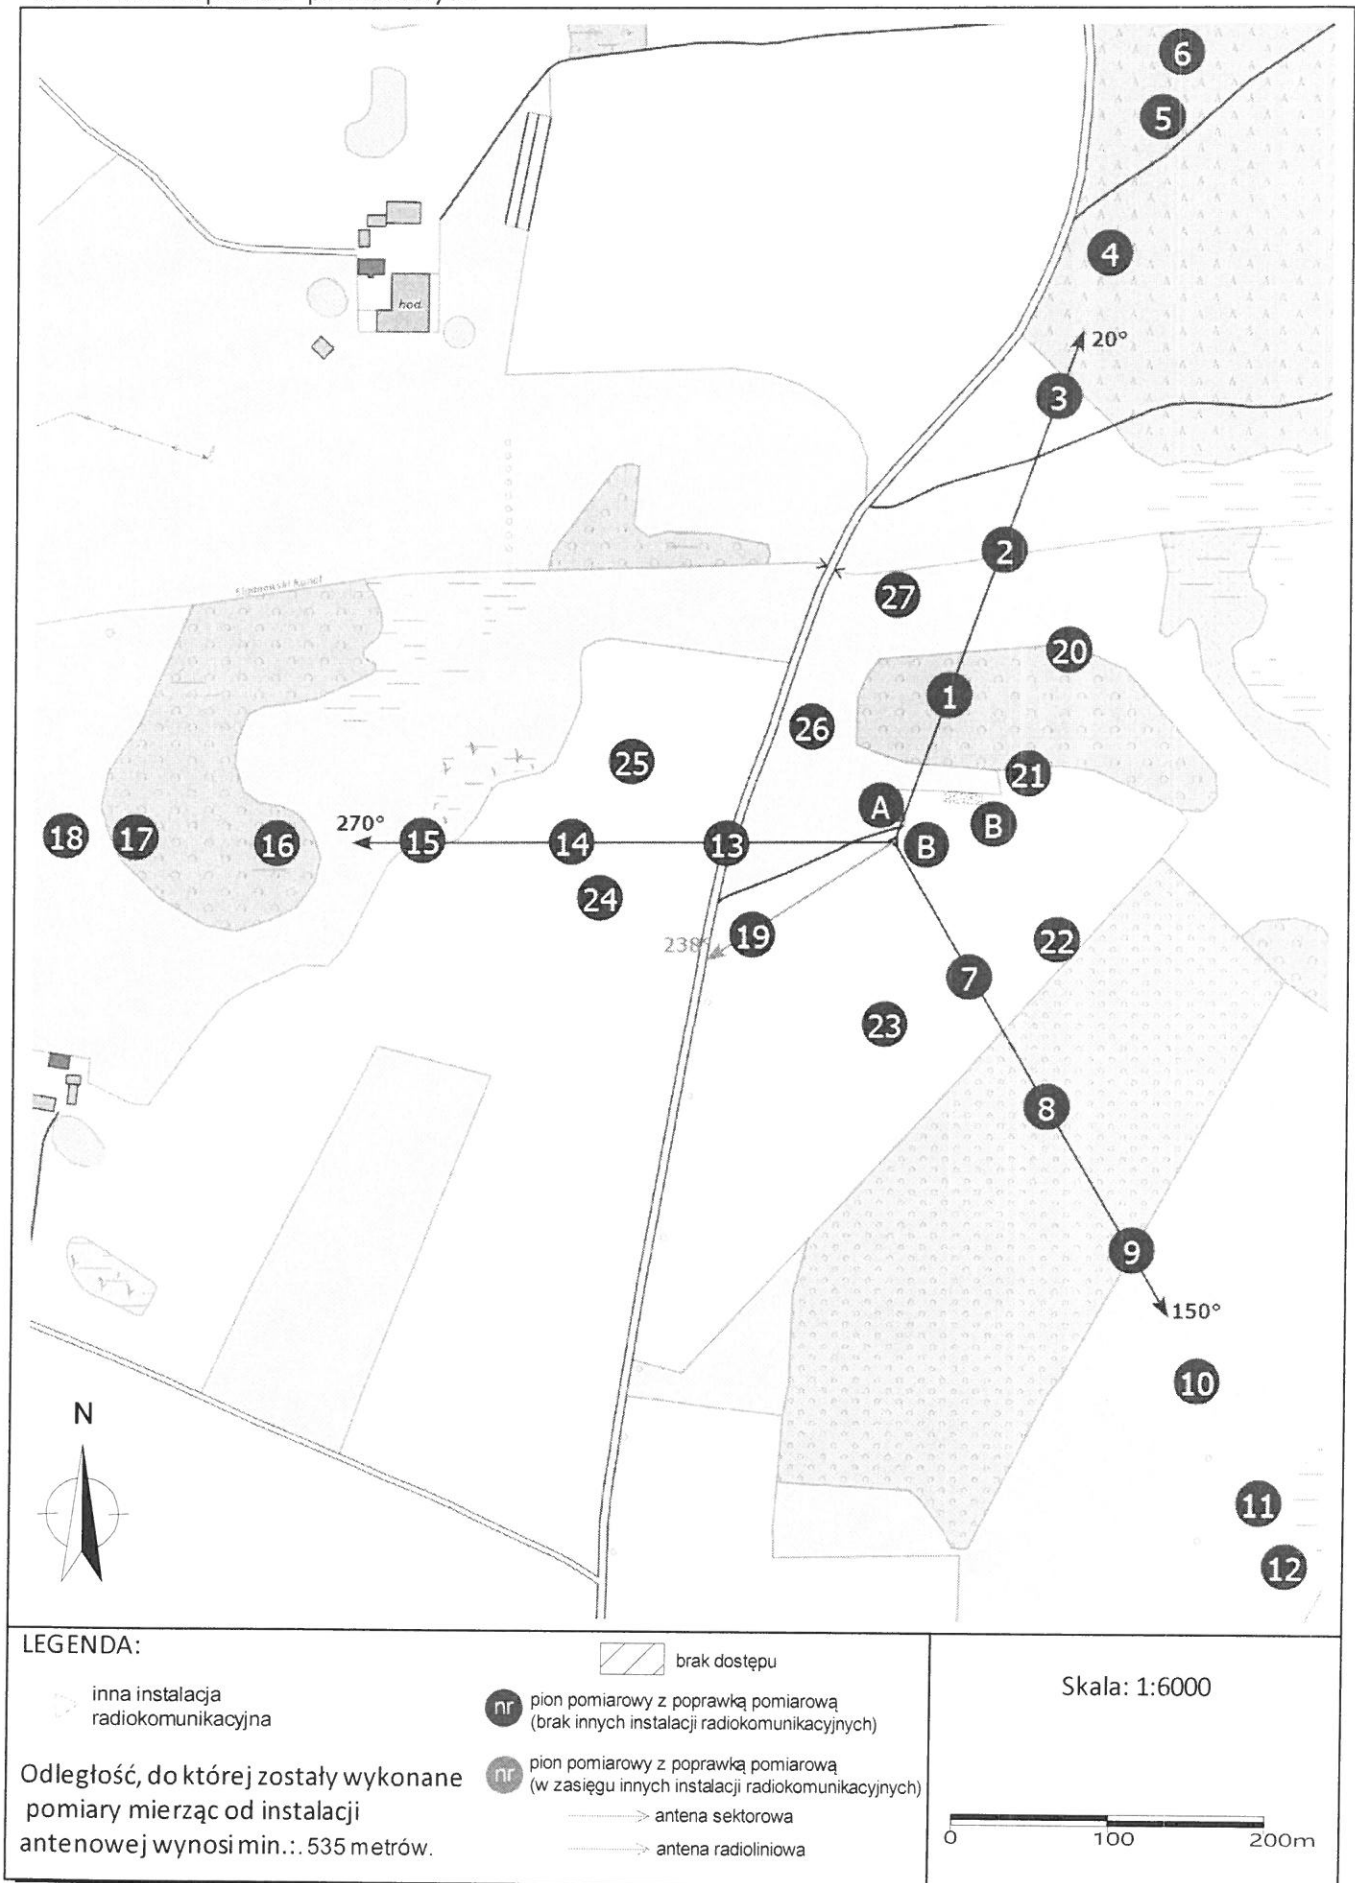 6
5
4
hod.
20°
3
2
27
20
1
26
25
21
A
B
B
270°
18
17
16
15
14
13
24
19
238°
22
7
23
8
9
150°
10
N
11
12
LEGENDA:
inna instalacja
radiokomunikacyjna
Odległość, do której zostały wykonane
pomiary mierząc od instalacji
antenowej wynosi min.:. 535 metrów.
brak dostępu
nr pion pomiarowy z poprawką pomiarową
(brak innych instalacji radiokomunikacyjnych)
nr pion pomiarowy z poprawką pomiarową
(w zasięgu innych instalacji radiokomunikacyjnych)
antena sektorowa
antena radioliniowa
Skala: 1:6000
0 100 200m